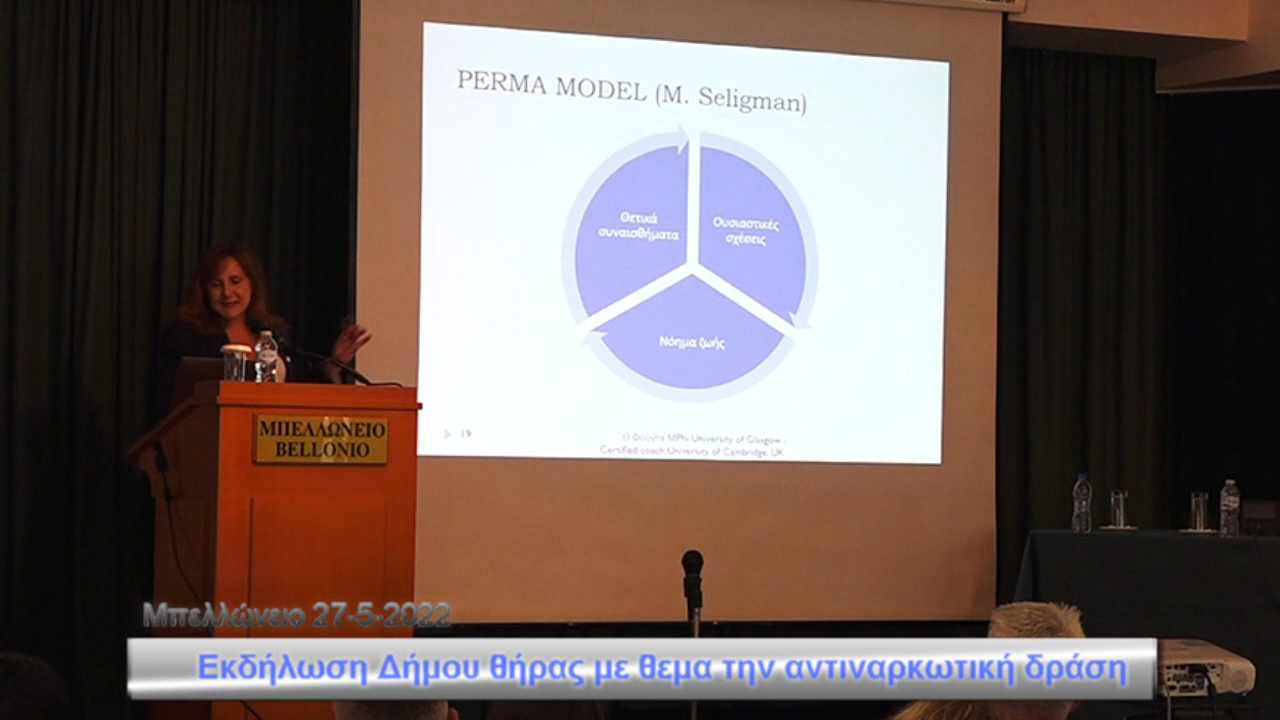 PERMA MODEL (M. Seligman)
Θετικά
συναισθήματα
Ουσιαστικές
σχέσεις
Νόημα ζωής
19
MPhi University of Glasgow -
Certified coach University of Cambridge, UK
ΜΠΕΛΛΩΝΕΙΟ
BELLONIO
Μπελλώνειο 27-5-2022
Εκδήλωση Δήμου θήρας με θεμα την αντιναρκωτική δράση